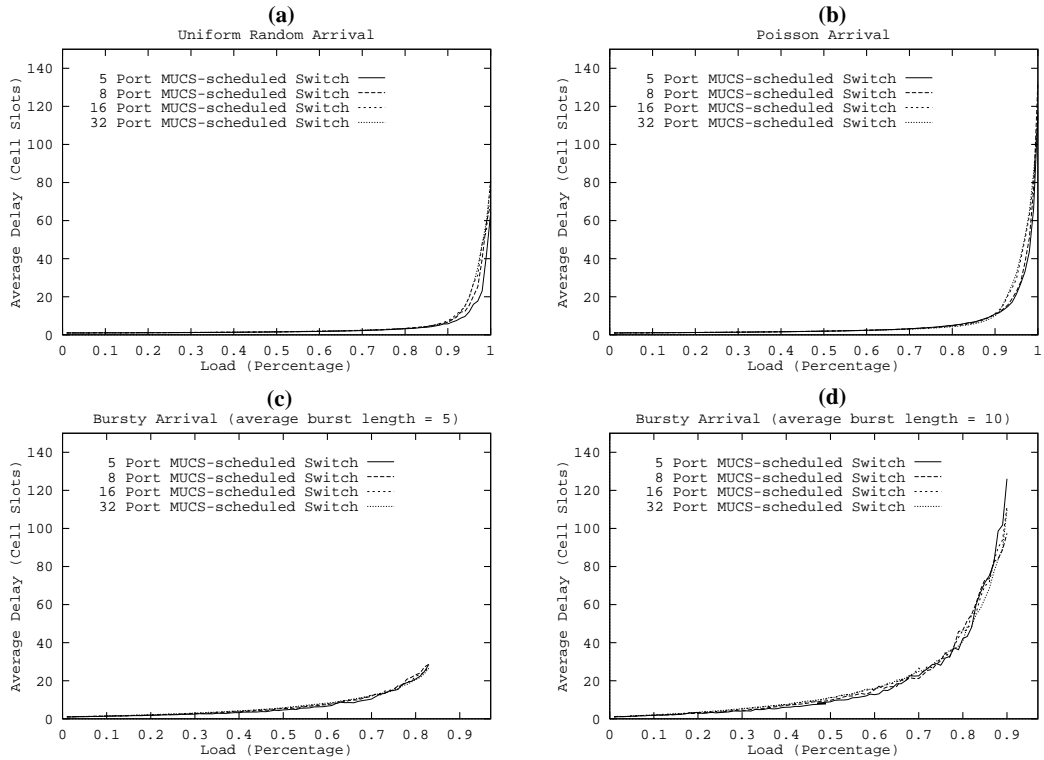 (a)
Uniform Random Arrival
140
120
100
80
60
40
20
0
Average Delay (Cell Slots)
5 Port MUCS-scheduled Switch
8 Port MUCS-scheduled Switch
16 Port MUCS-scheduled Switch
32 Port MUCS-scheduled Switch
0 0.1 0.2 0.3 0.4 0.5 0.6 0.7 0.8 0.9 1
Load (Percentage)
(b)
Poisson Arrival
140
120
100
80
60
40
20
0
Average Delay (Cell Slots)
5 Port MUCS-scheduled Switch
8 Port MUCS-scheduled Switch
16 Port MUCS-scheduled Switch
32 Port MUCS-scheduled Switch
0 0.1 0.2 0.3 0.4 0.5 0.6 0.7 0.8 0.9 1
Load (Percentage)
(c)
Bursty Arrival (average burst length = 5)
140
120
100
80
60
40
20
0
Average Delay (Cell Slots)
5 Port MUCS-scheduled Switch
8 Port MUCS-scheduled Switch
16 Port MUCS-scheduled Switch
32 Port MUCS-scheduled Switch
0 0.1 0.2 0.3 0.4 0.5 0.6 0.7 0.8 0.9
Load (Percentage)
(d)
Bursty Arrival (average burst length = 10)
140
120
100
80
60
40
20
0
Average Delay (Cell Slots)
5 Port MUCS-scheduled Switch
8 Port MUCS-scheduled Switch
16 Port MUCS-scheduled Switch
32 Port MUCS-scheduled Switch
0 0.1 0.2 0.3 0.4 0.5 0.6 0.7 0.8 0.9
Load (Percentage)